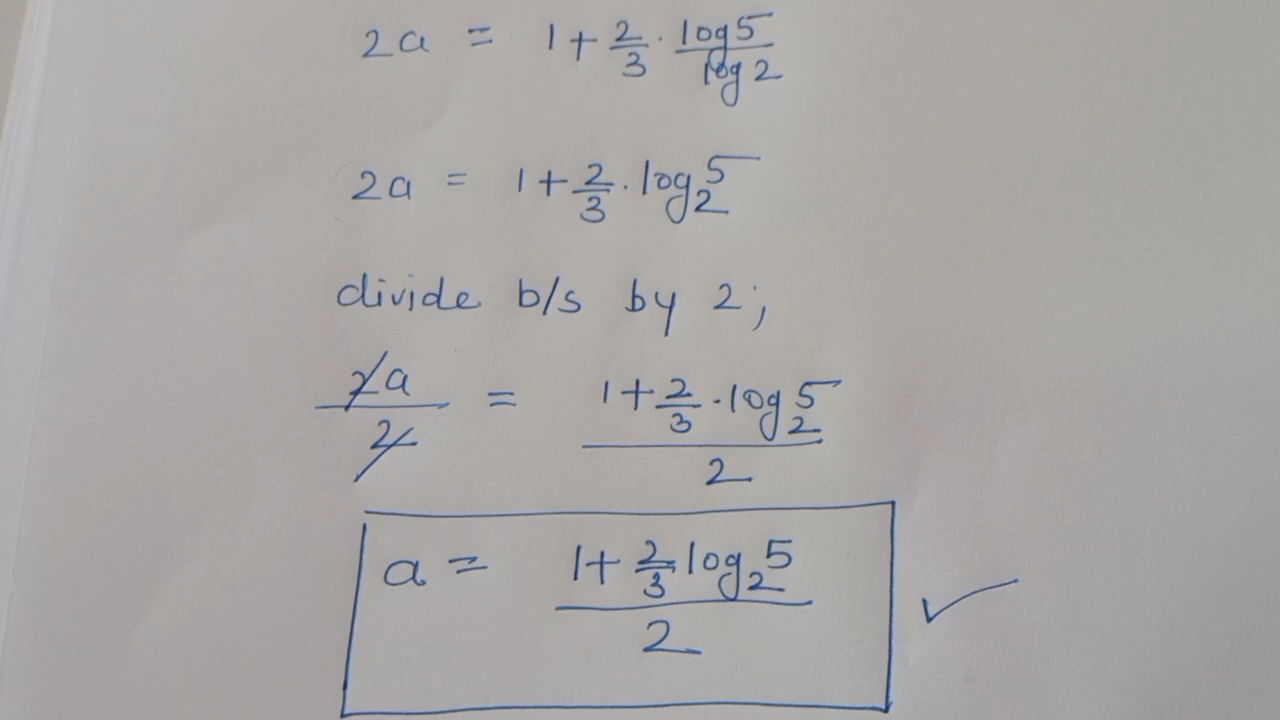 2a = 1 + 2/3 · log5/log2
2a = 1 + 2/3 · log₂5
divide b/s by 2;
2a/2 = (1 + 2/3 · log₂5)/2
a = (1 + 2/3 log₂5)/2 ✓